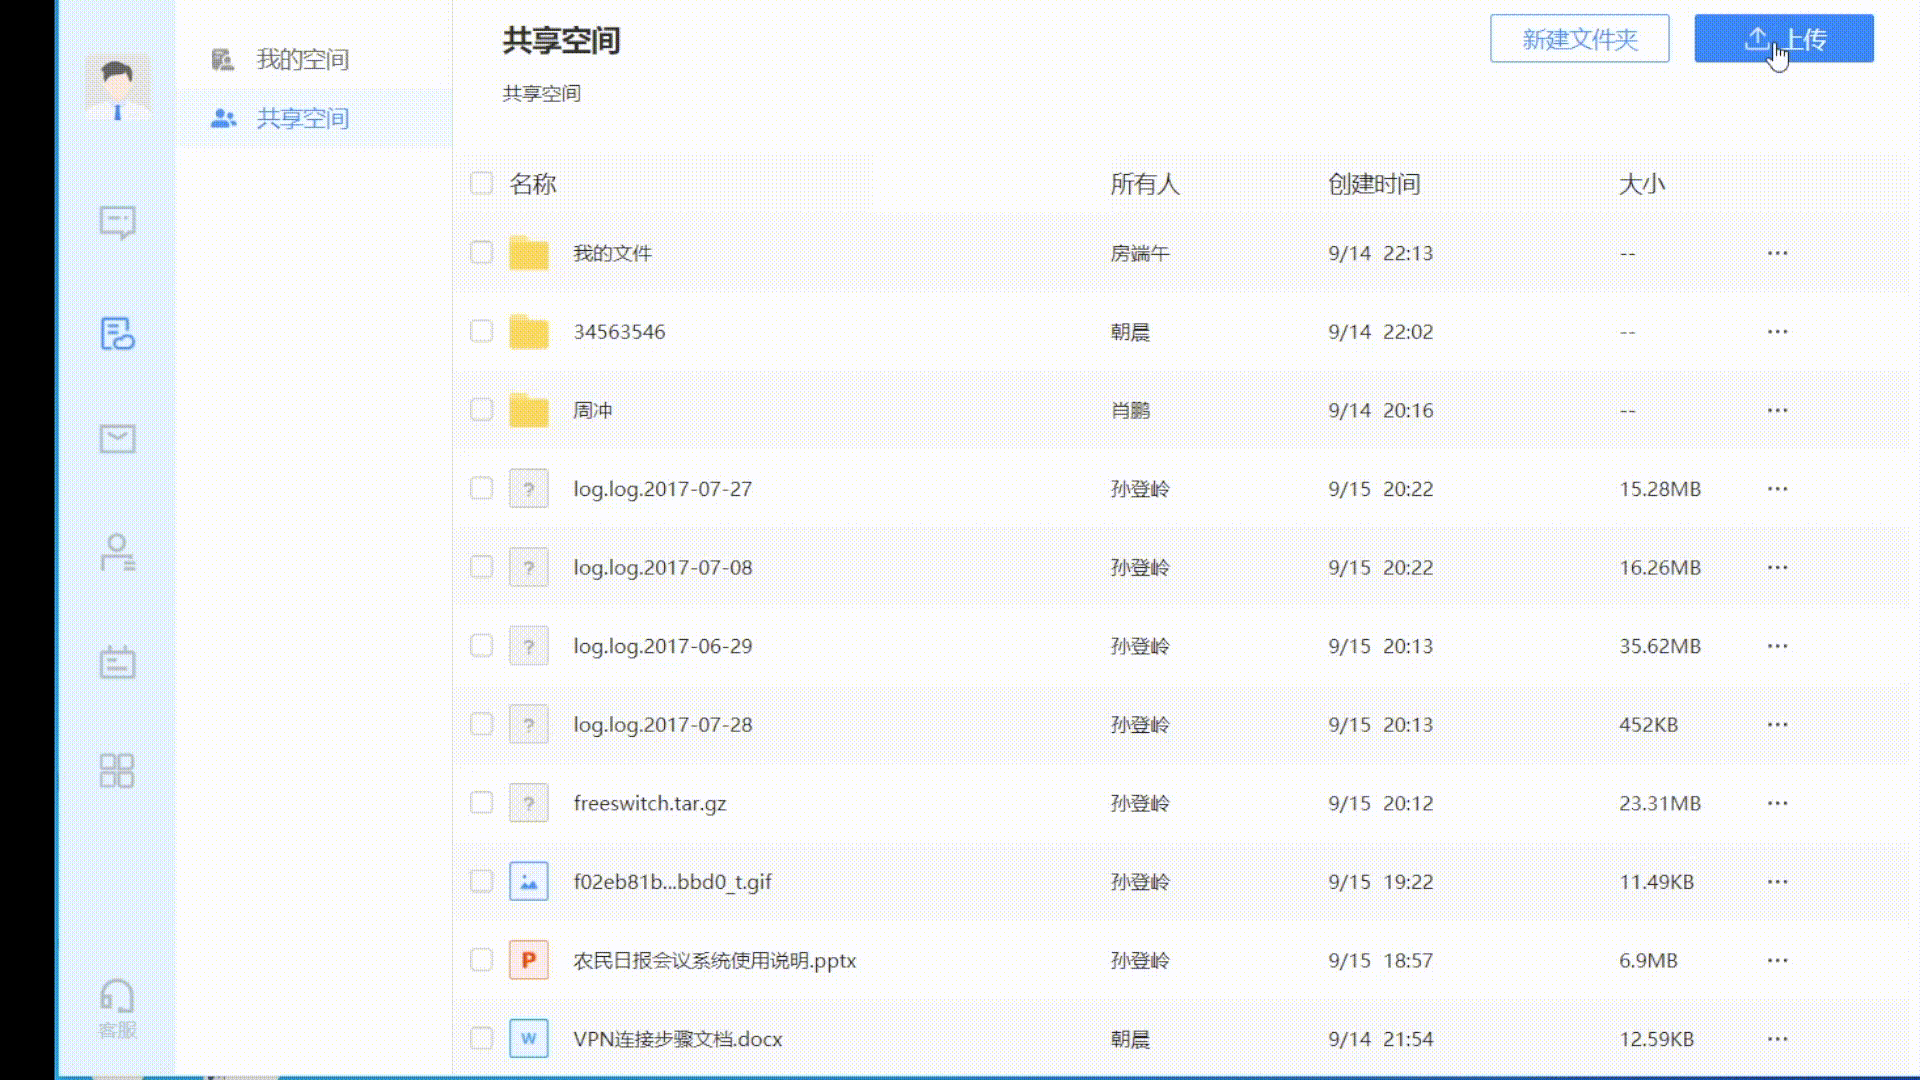 我的空间
共享空间
客服
共享空间
新建文件夹
上传
共享空间
名称 所有人 创建时间 大小
我的文件 房端午 9/14 22:13 -- ...
34563546 朝晨 9/14 22:02 -- ...
周冲 肖鹏 9/14 20:16 -- ...
log.log.2017-07-27 孙登岭 9/15 20:22 15.28MB ...
log.log.2017-07-08 孙登岭 9/15 20:22 16.26MB ...
log.log.2017-06-29 孙登岭 9/15 20:13 35.62MB ...
log.log.2017-07-28 孙登岭 9/15 20:13 452KB ...
freeswitch.tar.gz 孙登岭 9/15 20:12 23.31MB ...
f02eb81b...bbd0_t.gif 孙登岭 9/15 19:22 11.49KB ...
P 农民日报会议系统使用说明.pptx 孙登岭 9/15 18:57 6.9MB ...
W VPN连接步骤文档.docx 朝晨 9/14 21:54 12.59KB ...